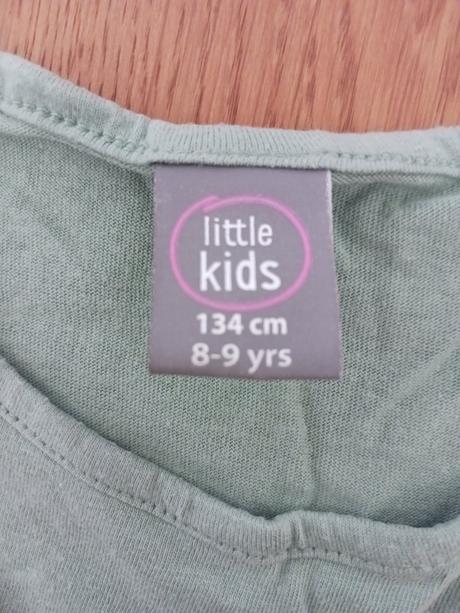 little
kids
134 cm
8-9 yrs